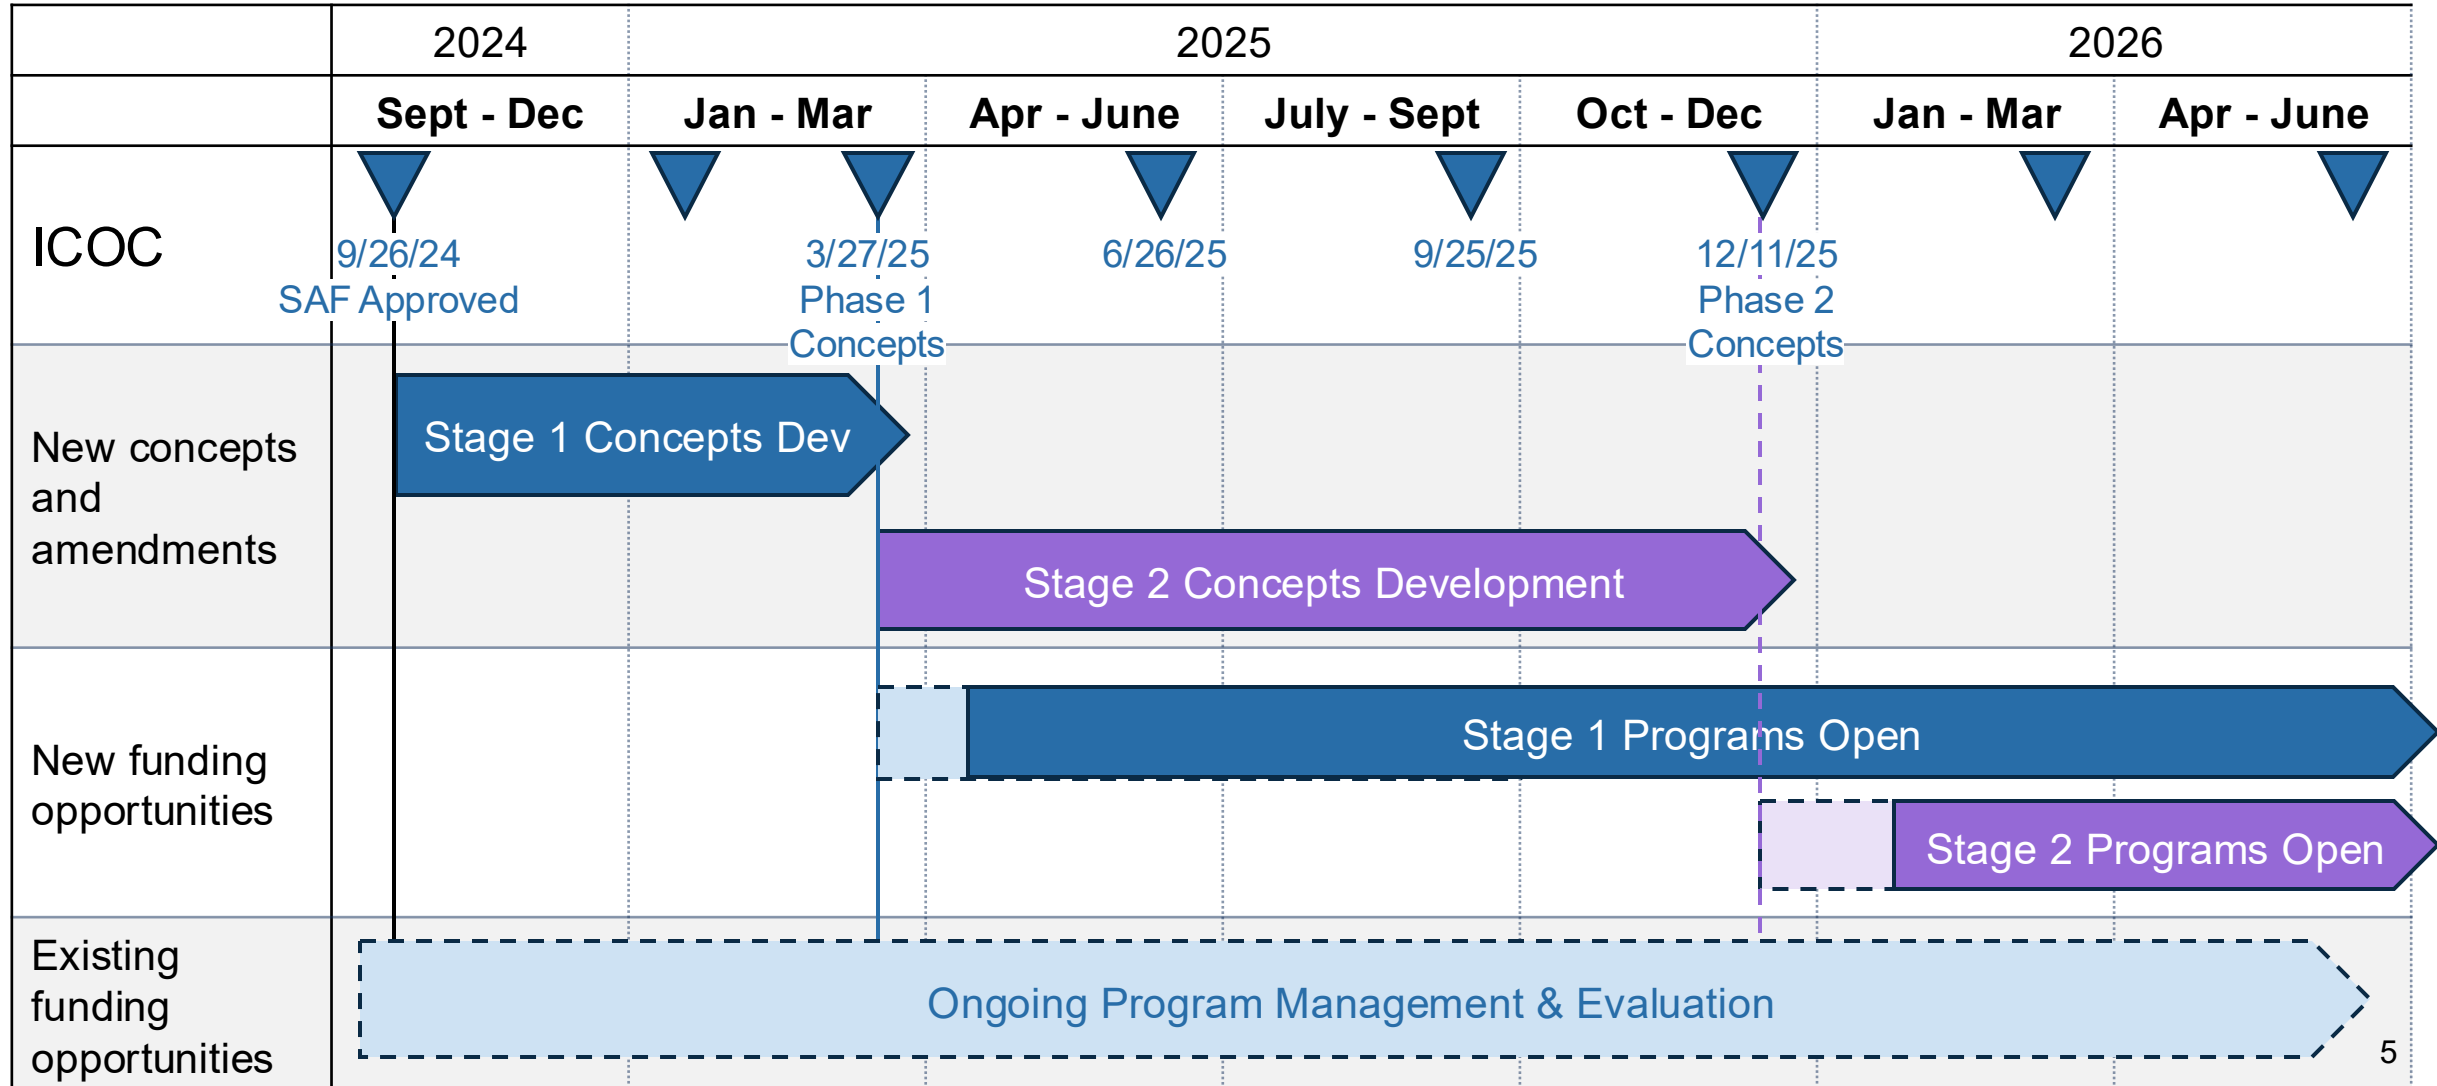 2024
2025
2026
Sept - Dec
Jan - Mar
Apr - June
July - Sept
Oct - Dec
Jan - Mar
Apr - June
ICOC
9/26/24
SAF Approved
3/27/25
Phase 1
Concepts
6/26/25
9/25/25
12/11/25
Phase 2
Concepts
New concepts
and
amendments
Stage 1 Concepts Dev
Stage 2 Concepts Development
New funding
opportunities
Stage 1 Programs Open
Stage 2 Programs Open
Existing
funding
opportunities
Ongoing Program Management & Evaluation
5